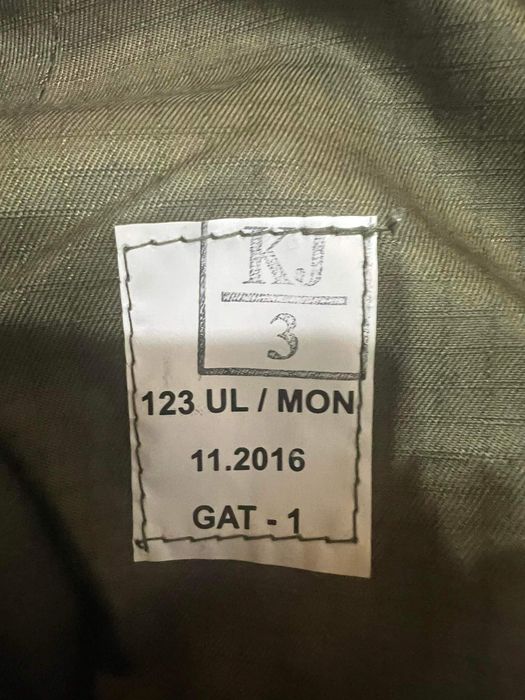 KJ
3
123 UL / MON
11.2016
GAT - 1